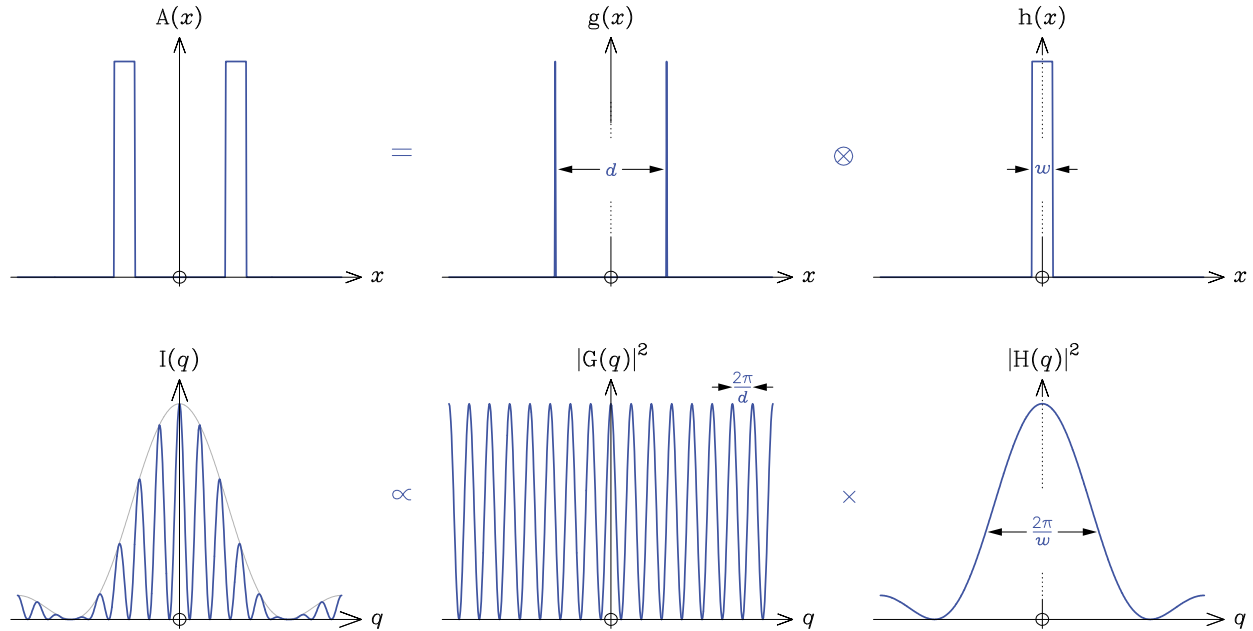 A(x)
g(x)
h(x)
=
d
⊗
w
x
x
x
I(q)
|G(q)|²
|H(q)|²
2π
d
∝
×
2π
w
q
q
q